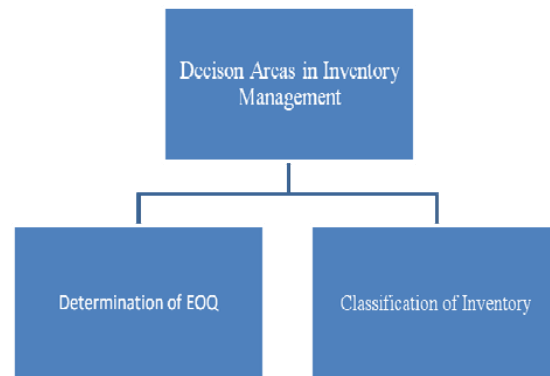 Decison Areas in Inventory
Management
Determination of EOQ
Classification of Inventory